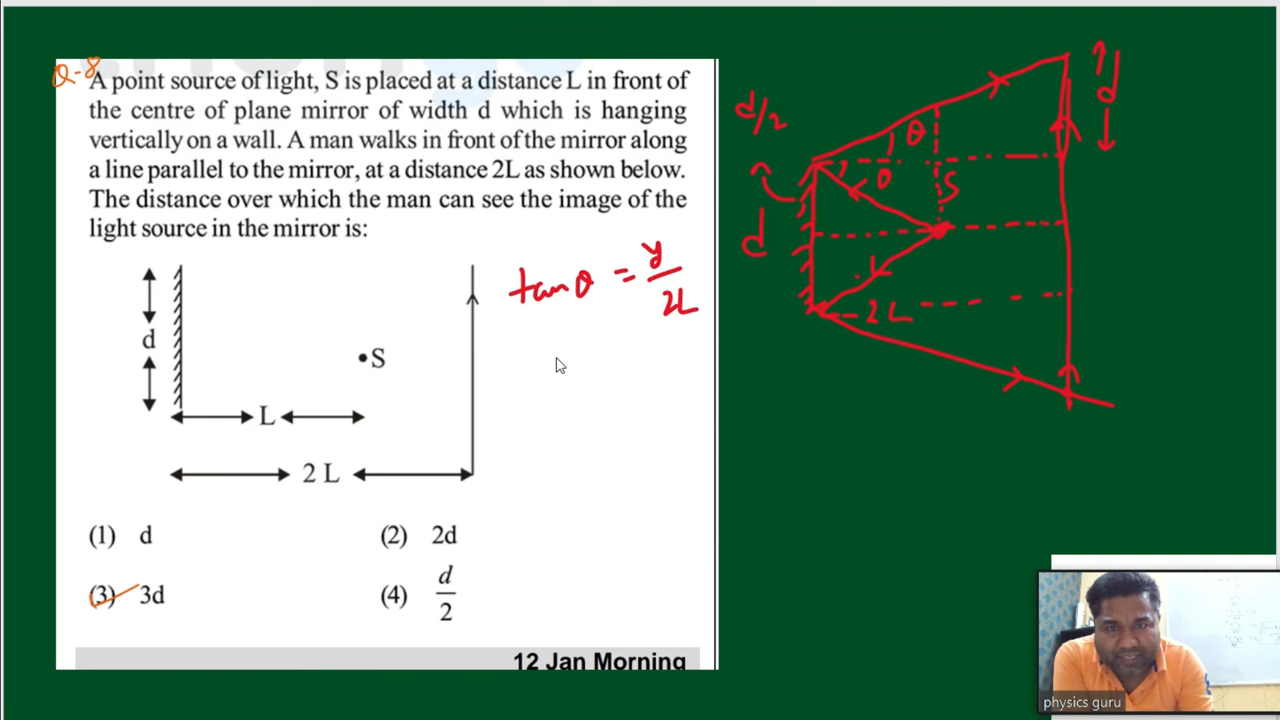 Q-8
A point source of light, S is placed at a distance L in front of
the centre of plane mirror of width d which is hanging
vertically on a wall. A man walks in front of the mirror along
a line parallel to the mirror, at a distance 2L as shown below.
The distance over which the man can see the image of the
light source in the mirror is:
d
•S
L
2 L
(1) d
(2) 2d
(3) 3d
(4) d/2
12 Jan Morning
tanθ = y/2L
d/2
d
θ
θ
S
2L
d
physics guru